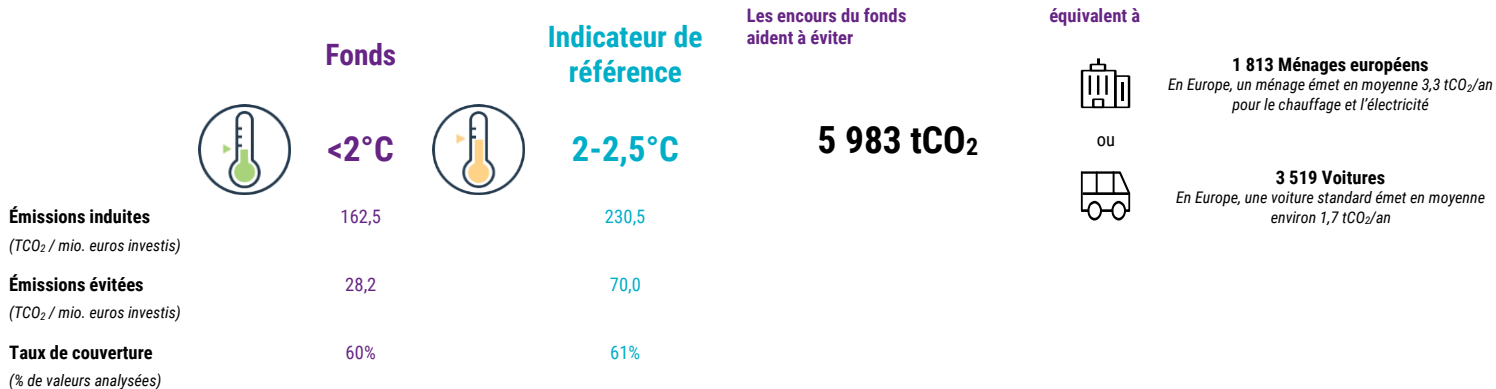 Fonds
Indicateur de
référence
<2°C
2-2,5°C
Émissions induites
162,5
230,5
(TCO₂ / mio. euros investis)
Émissions évitées
28,2
70,0
(TCO₂ / mio. euros investis)
Taux de couverture
60%
61%
(% de valeurs analysées)
Les encours du fonds
aident à éviter
5 983 tCO₂
équivalent à
1 813 Ménages européens
En Europe, un ménage émet en moyenne 3,3 tCO₂/an
pour le chauffage et l'électricité
ou
3 519 Voitures
En Europe, une voiture standard émet en moyenne
environ 1,7 tCO₂/an